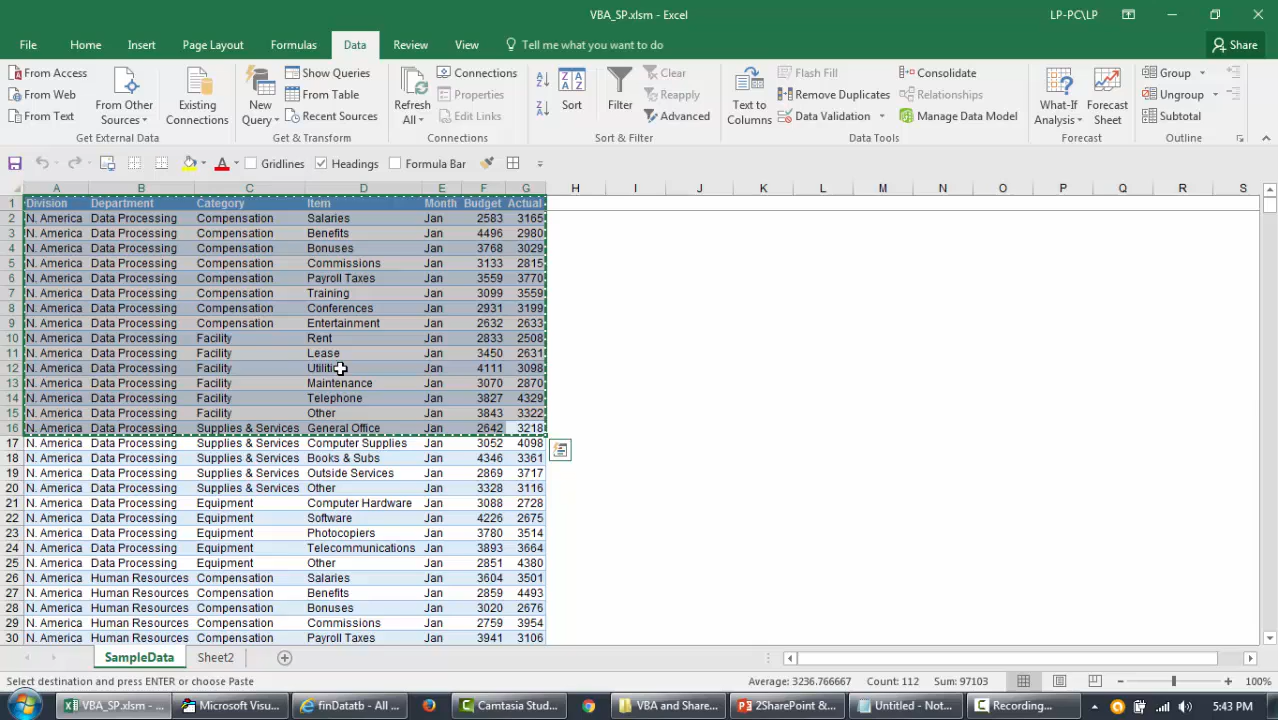 VBA_SP.xlsm - Excel
LP-PC\LP
File Home Insert Page Layout Formulas Data Review View Tell me what you want to do Share
From Access
From Web
From Text
From Other Sources
Existing Connections
Get External Data
New Query
Show Queries
From Table
Recent Sources
Get & Transform
Refresh All
Connections
Properties
Edit Links
Connections
Sort
Filter
Clear
Reapply
Advanced
Sort & Filter
Text to Columns
Flash Fill
Remove Duplicates
Data Validation
Consolidate
Relationships
Manage Data Model
Data Tools
What-If Analysis
Forecast Sheet
Forecast
Group
Ungroup
Subtotal
Outline
Gridlines Headings Formula Bar
A B C D E F G H I J K L M N O P Q R S
1 Division Department Category Item Month Budget Actual
2 N. America Data Processing Compensation Salaries Jan 2583 3165
3 N. America Data Processing Compensation Benefits Jan 4496 2980
4 N. America Data Processing Compensation Bonuses Jan 3768 3029
5 N. America Data Processing Compensation Commissions Jan 3133 2815
6 N. America Data Processing Compensation Payroll Taxes Jan 3559 3770
7 N. America Data Processing Compensation Training Jan 3099 3559
8 N. America Data Processing Compensation Conferences Jan 2931 3199
9 N. America Data Processing Compensation Entertainment Jan 2632 2633
10 N. America Data Processing Facility Rent Jan 2833 2508
11 N. America Data Processing Facility Lease Jan 3450 2631
12 N. America Data Processing Facility Utilities Jan 4111 3098
13 N. America Data Processing Facility Maintenance Jan 3070 2870
14 N. America Data Processing Facility Telephone Jan 3827 4329
15 N. America Data Processing Facility Other Jan 3843 3322
16 N. America Data Processing Supplies & Services General Office Jan 2642 3218
17 N. America Data Processing Supplies & Services Computer Supplies Jan 3052 4098
18 N. America Data Processing Supplies & Services Books & Subs Jan 4346 3361
19 N. America Data Processing Supplies & Services Outside Services Jan 2869 3717
20 N. America Data Processing Supplies & Services Other Jan 3328 3116
21 N. America Data Processing Equipment Computer Hardware Jan 3088 2728
22 N. America Data Processing Equipment Software Jan 4226 2675
23 N. America Data Processing Equipment Photocopiers Jan 3780 3514
24 N. America Data Processing Equipment Telecommunications Jan 3893 3664
25 N. America Data Processing Equipment Other Jan 2851 4380
26 N. America Human Resources Compensation Salaries Jan 3604 3501
27 N. America Human Resources Compensation Benefits Jan 2859 4493
28 N. America Human Resources Compensation Bonuses Jan 3020 2676
29 N. America Human Resources Compensation Commissions Jan 2759 3954
30 N. America Human Resources Compensation Payroll Taxes Jan 3941 3106
SampleData Sheet2
Select destination and press ENTER or choose Paste Average: 3236.766667 Count: 112 Sum: 97103 100%
VBA_SP.xlsm - ... Microsoft Visu... finDatatb - All ... Camtasia Stud... VBA and Share... 2SharePoint &... Untitled - Not... Recording... 5:43 PM